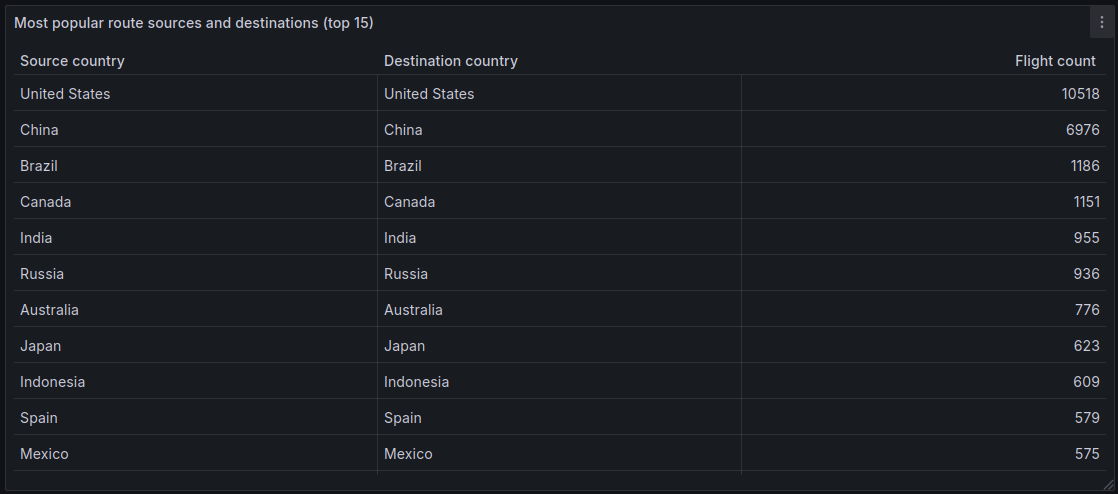 Most popular route sources and destinations (top 15)
Source country Destination country Flight count
United States United States 10518
China China 6976
Brazil Brazil 1186
Canada Canada 1151
India India 955
Russia Russia 936
Australia Australia 776
Japan Japan 623
Indonesia Indonesia 609
Spain Spain 579
Mexico Mexico 575